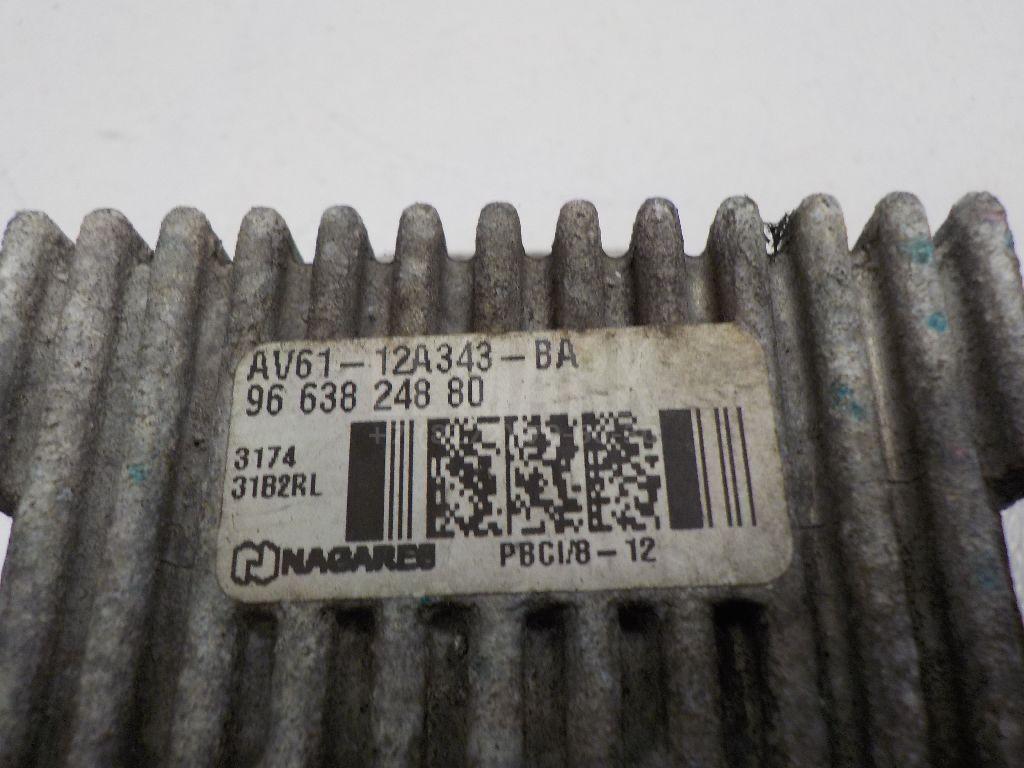 AV61-12A343-BA
96 638 248 80
3174
31B2RL
NAGARES
PBCI/8-12